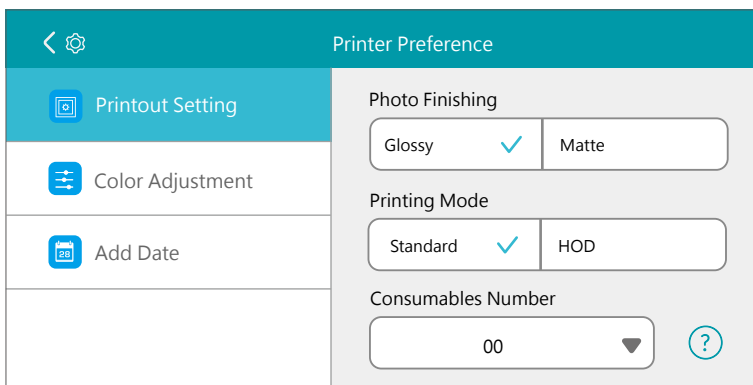 Printer Preference
Printout Setting
Color Adjustment
28
Add Date
Photo Finishing
Glossy
Matte
Printing Mode
Standard
HOD
Consumables Number
00
?